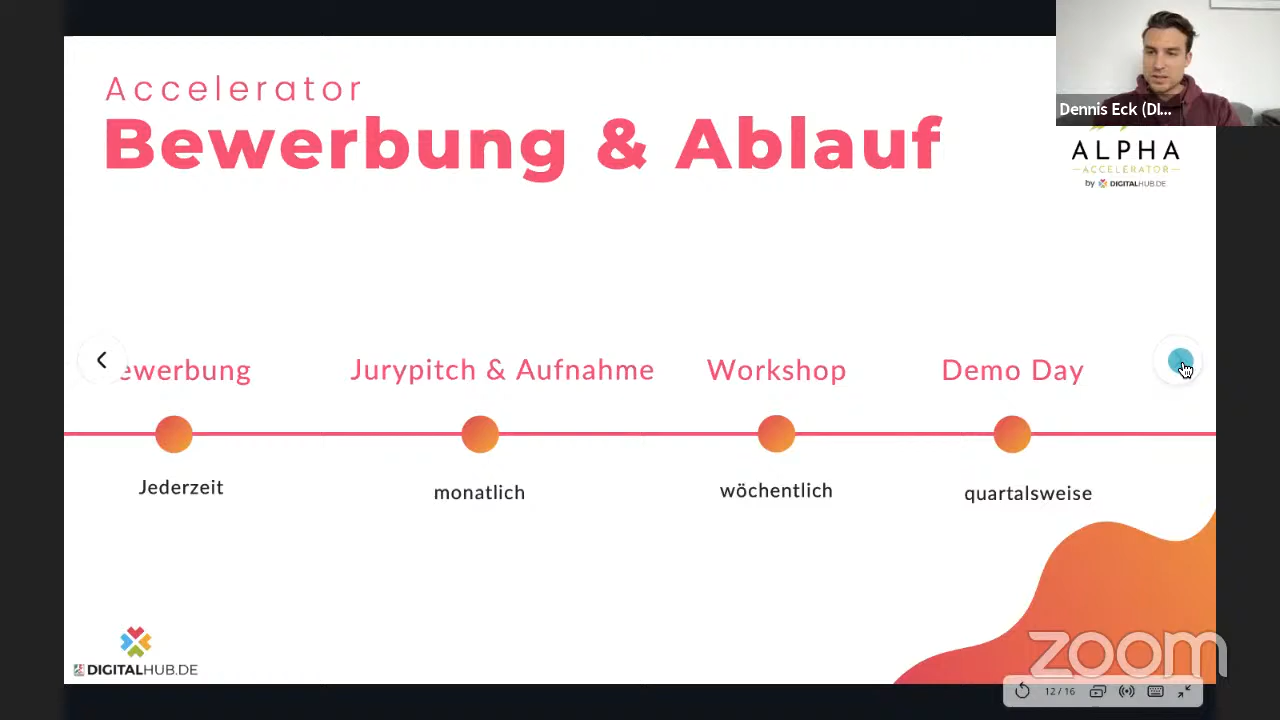 Accelerator
Bewerbung & Ablauf
Dennis Eck (DI...
ALPHA
ACCELERATOR
by DIGITALHUB.DE
ewerbung
Jurypitch & Aufnahme
Workshop
Demo Day
Jederzeit
monatlich
wöchentlich
quartalsweise
DIGITALHUB.DE
zoom
12 / 16